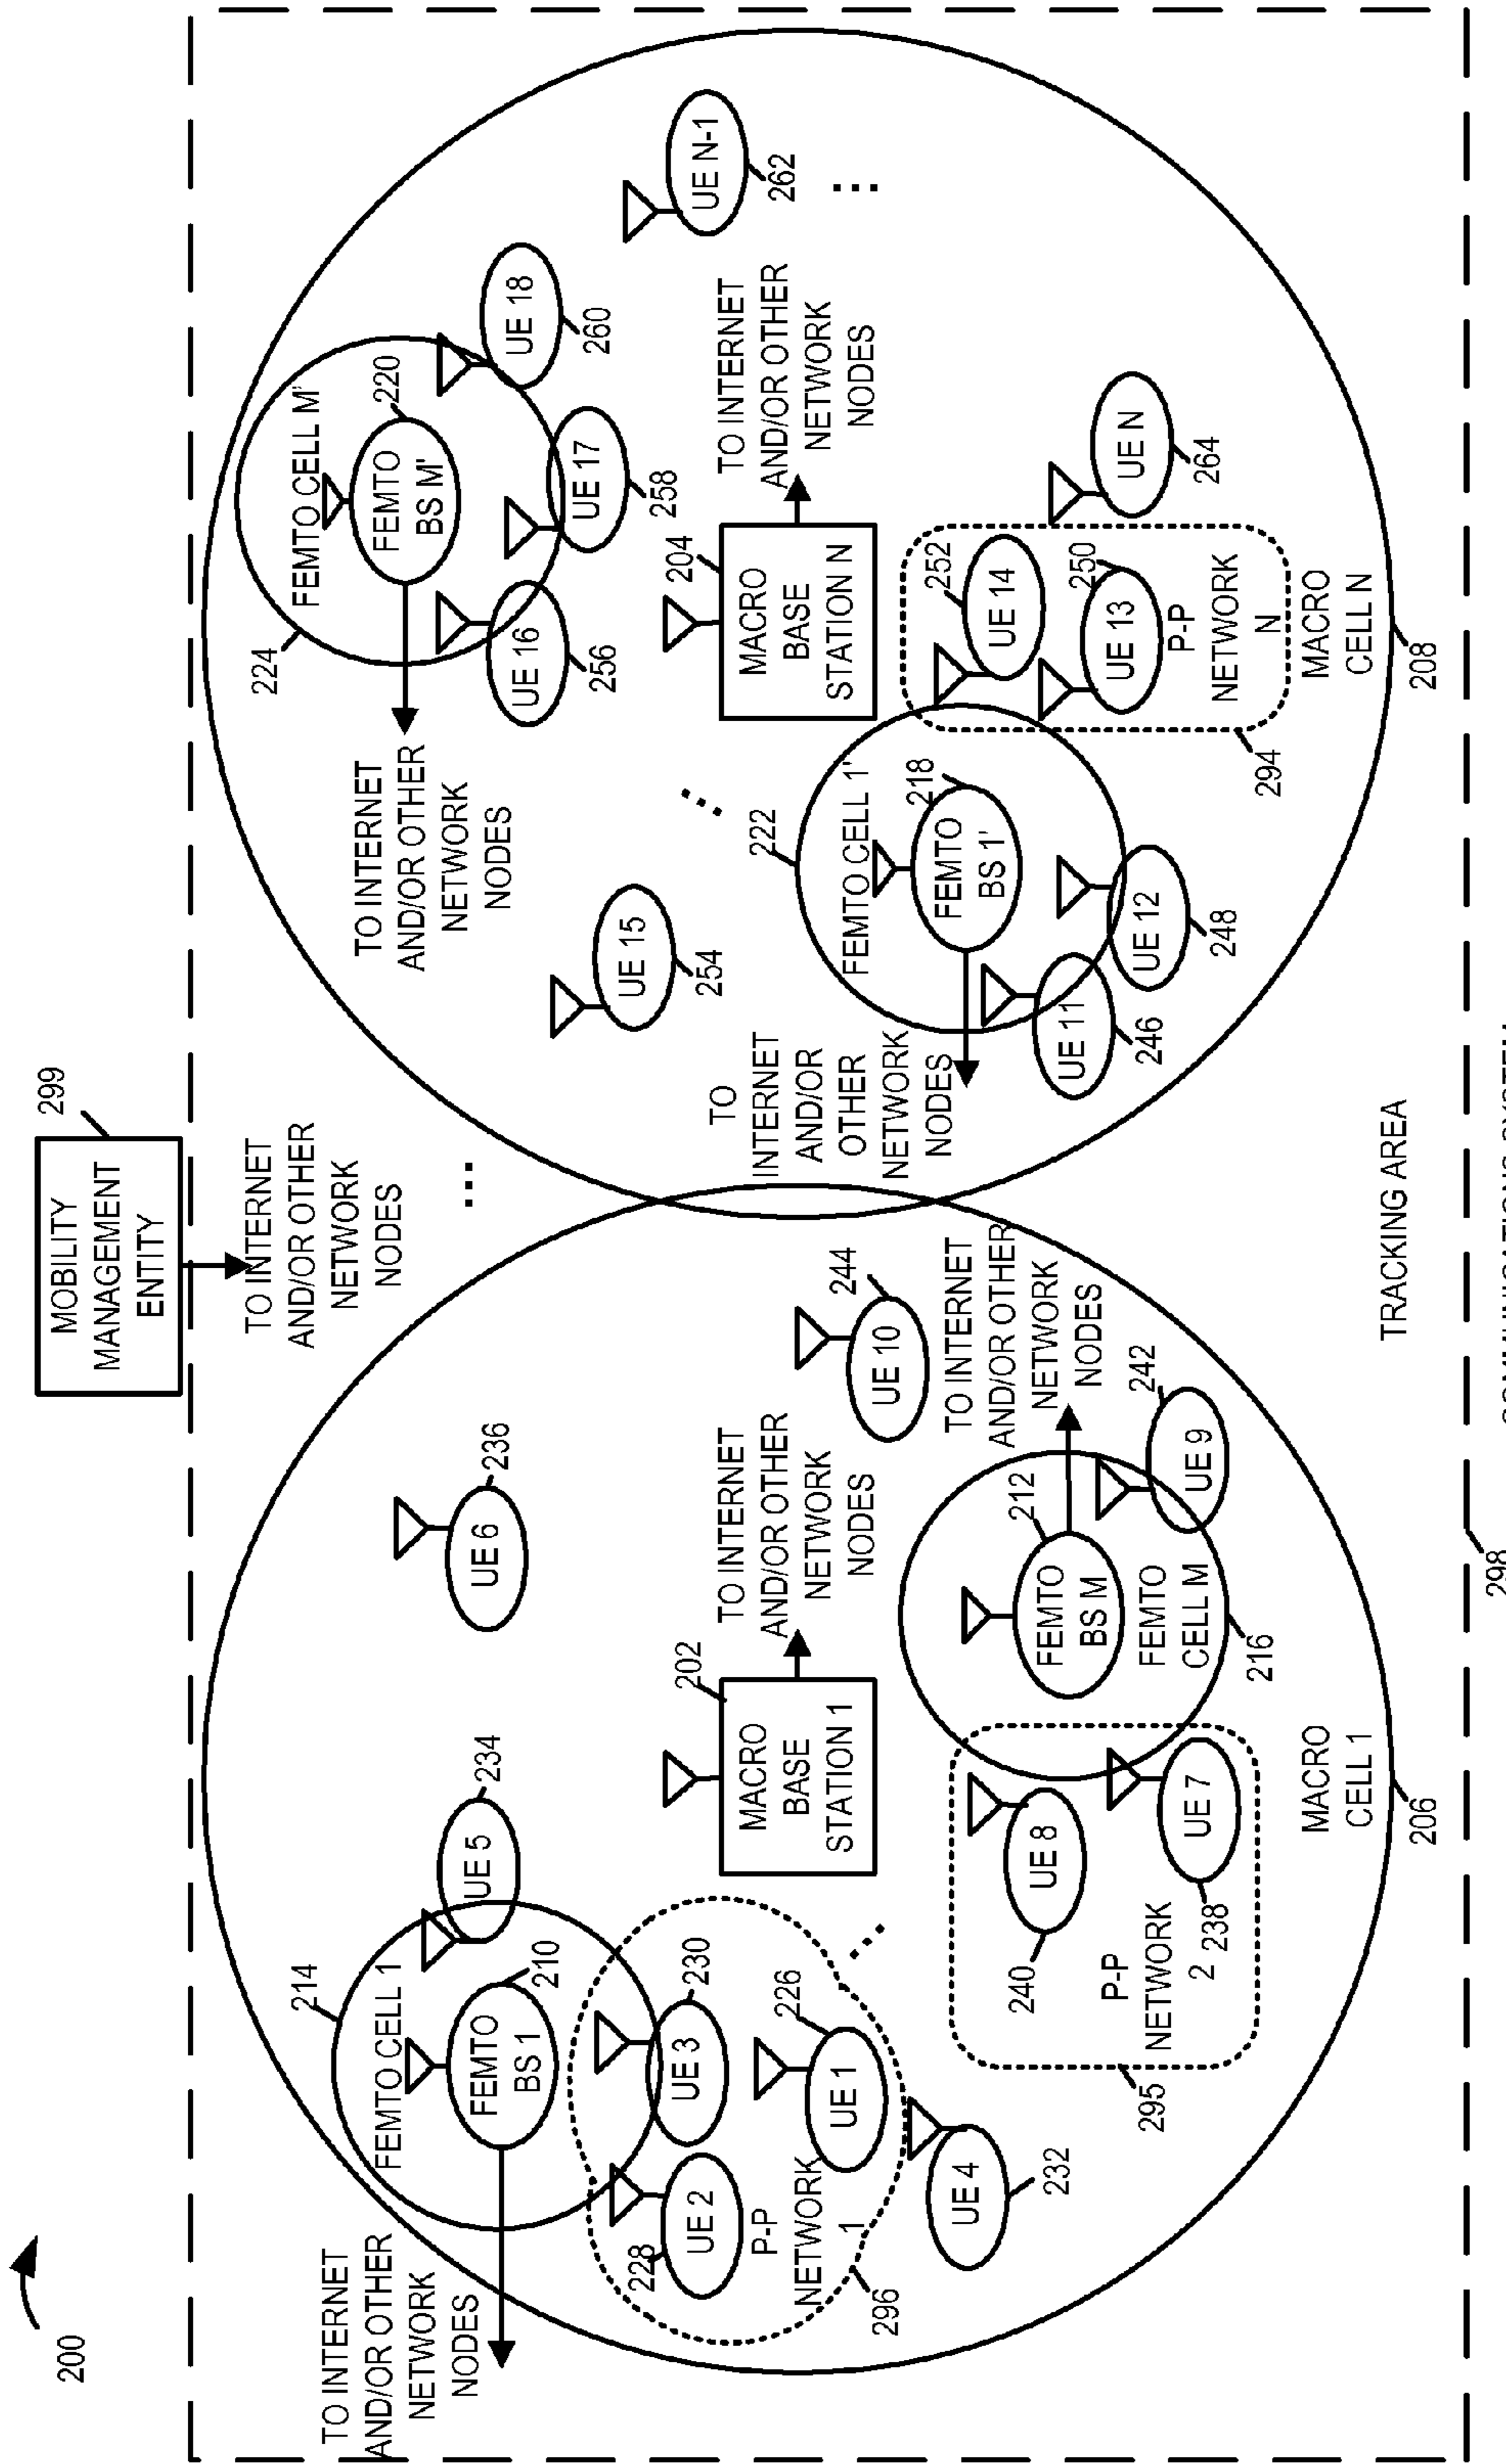 200
MOBILITY
MANAGEMENT
ENTITY
299
TO INTERNET
AND/OR OTHER
NETWORK
NODES
...
TO INTERNET
AND/OR OTHER
NETWORK
NODES
214
FEMTO CELL 1
FEMTO
BS 1
210
UE 5
234
UE 6
236
UE 2
228
UE 3
230
P-P
NETWORK
1
UE 1
226
296
UE 4
232
...
MACRO
BASE
STATION 1
202
TO INTERNET
AND/OR OTHER
NETWORK
NODES
UE 10
244
UE 8
240
UE 7
238
P-P
NETWORK
2
295
FEMTO
BS M
212
FEMTO
CELL M
216
TO INTERNET
AND/OR OTHER
NETWORK
NODES
UE 9
242
MACRO
CELL 1
206
224
FEMTO CELL M'
FEMTO
BS M'
220
TO INTERNET
AND/OR OTHER
NETWORK
NODES
UE 16
256
UE 17
258
UE 18
260
UE N-1
262
...
UE 15
254
...
MACRO
BASE
STATION N
204
TO INTERNET
AND/OR OTHER
NETWORK
NODES
222
FEMTO CELL 1'
FEMTO
BS 1'
218
TO
INTERNET
AND/OR
OTHER
NETWORK
NODES
UE 11
246
UE 12
248
UE 14
252
UE 13
250
P-P
NETWORK
N
294
UE N
264
MACRO
CELL N
208
TRACKING AREA
298